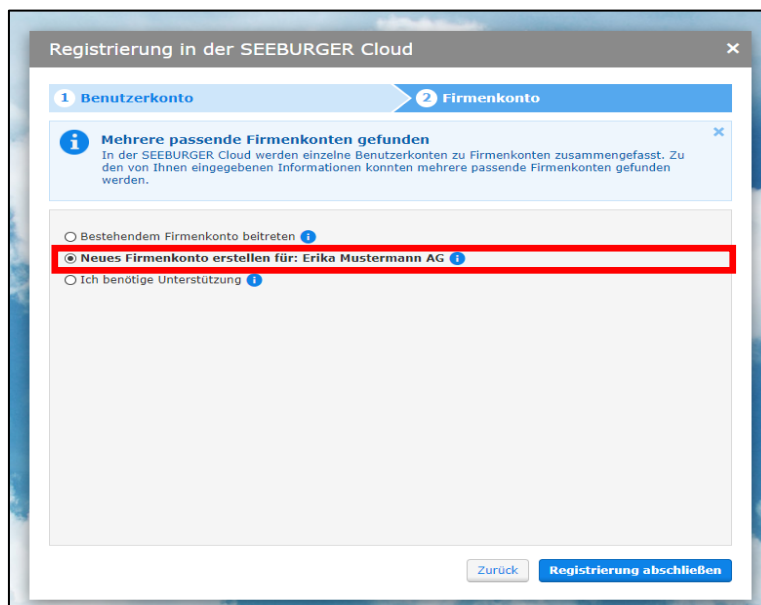 Registrierung in der SEEBURGER Cloud
1 Benutzerkonto
2 Firmenkonto
Mehrere passende Firmenkonten gefunden
In der SEEBURGER Cloud werden einzelne Benutzerkonten zu Firmenkonten zusammengefasst. Zu
den von Ihnen eingegebenen Informationen konnten mehrere passende Firmenkonten gefunden
werden.
Bestehendem Firmenkonto beitreten
Neues Firmenkonto erstellen für: Erika Mustermann AG
Ich benötige Unterstützung
Zurück
Registrierung abschließen